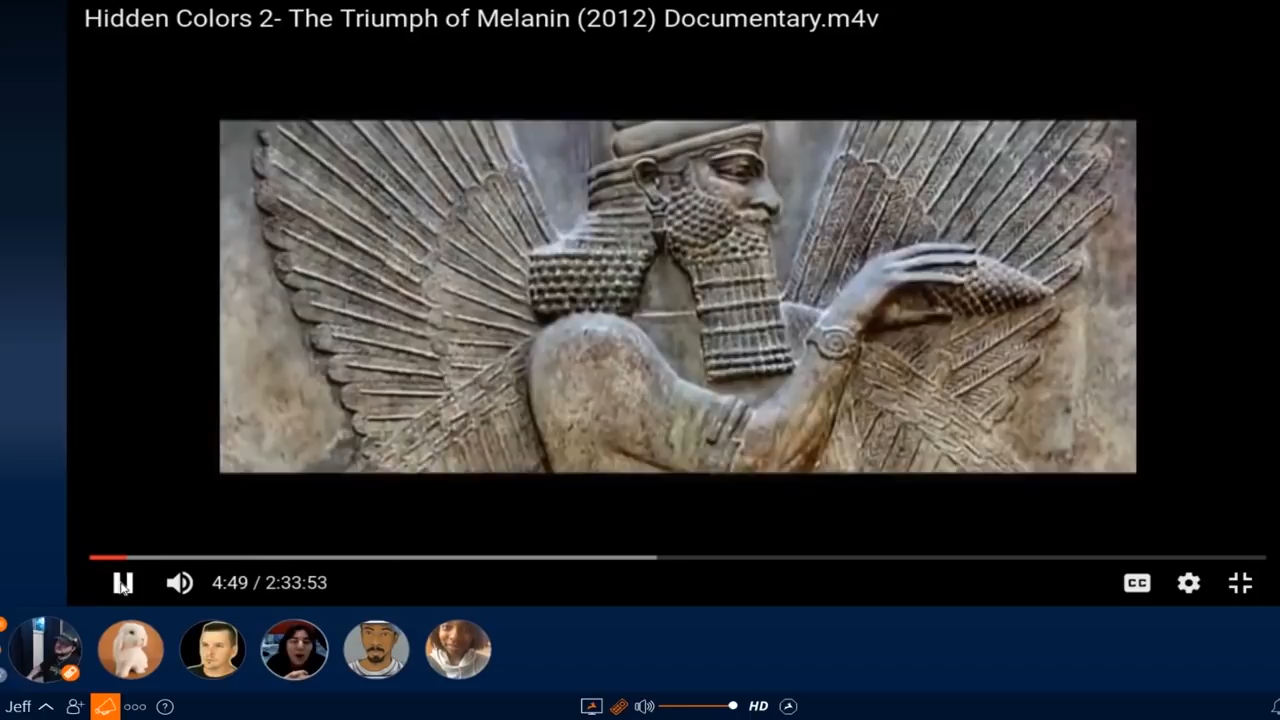 Hidden Colors 2- The Triumph of Melanin (2012) Documentary.m4v
4:49 / 2:33:53
CC
Jeff
HD